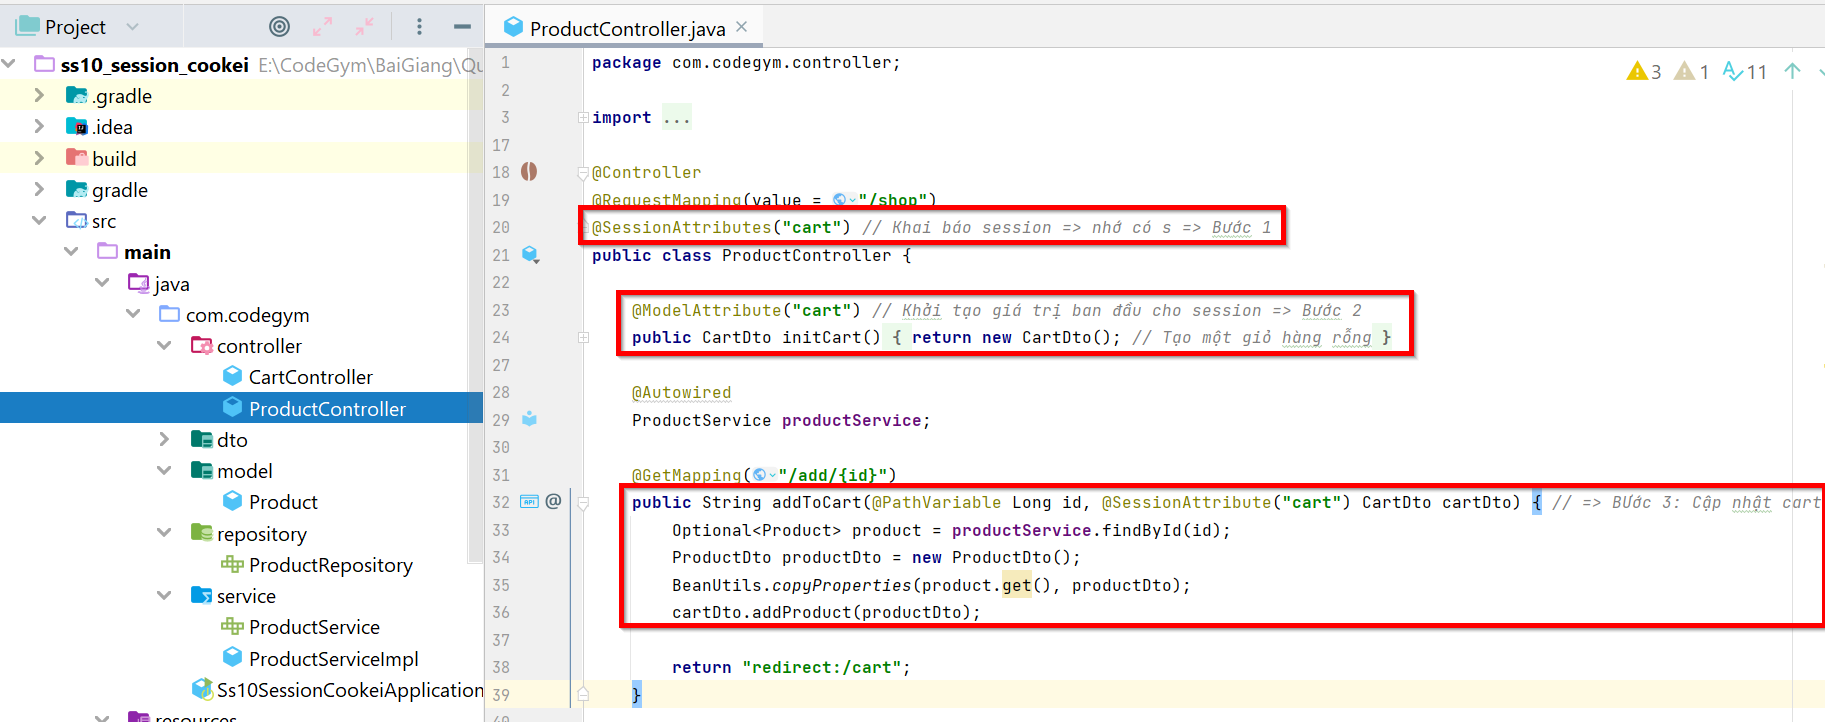 Project
ProductController.java
ss10_session_cookei E:\CodeGym\BaiGiang\Qu
.gradle
.idea
build
gradle
src
main
java
com.codegym
controller
CartController
ProductController
dto
model
Product
repository
ProductRepository
service
ProductService
ProductServiceImpl
Ss10SessionCookeiApplication
resources
3 1 11
1 package com.codegym.controller;
2
3 import ...
17
18 @Controller
19 @RequestMapping(value = "/shop")
20 @SessionAttributes("cart") // Khai báo session => nhớ có s => Bước 1
21 public class ProductController {
22
23 @ModelAttribute("cart") // Khởi tạo giá trị ban đầu cho session => Bước 2
24 public CartDto initCart() { return new CartDto(); // Tạo một giỏ hàng rỗng }
27
28 @Autowired
29 ProductService productService;
30
31 @GetMapping("/add/{id}")
32 public String addToCart(@PathVariable Long id, @SessionAttribute("cart") CartDto cartDto) { // => BƯớc 3: Cập nhật cart
33 Optional<Product> product = productService.findById(id);
34 ProductDto productDto = new ProductDto();
35 BeanUtils.copyProperties(product.get(), productDto);
36 cartDto.addProduct(productDto);
37
38 return "redirect:/cart";
39 }